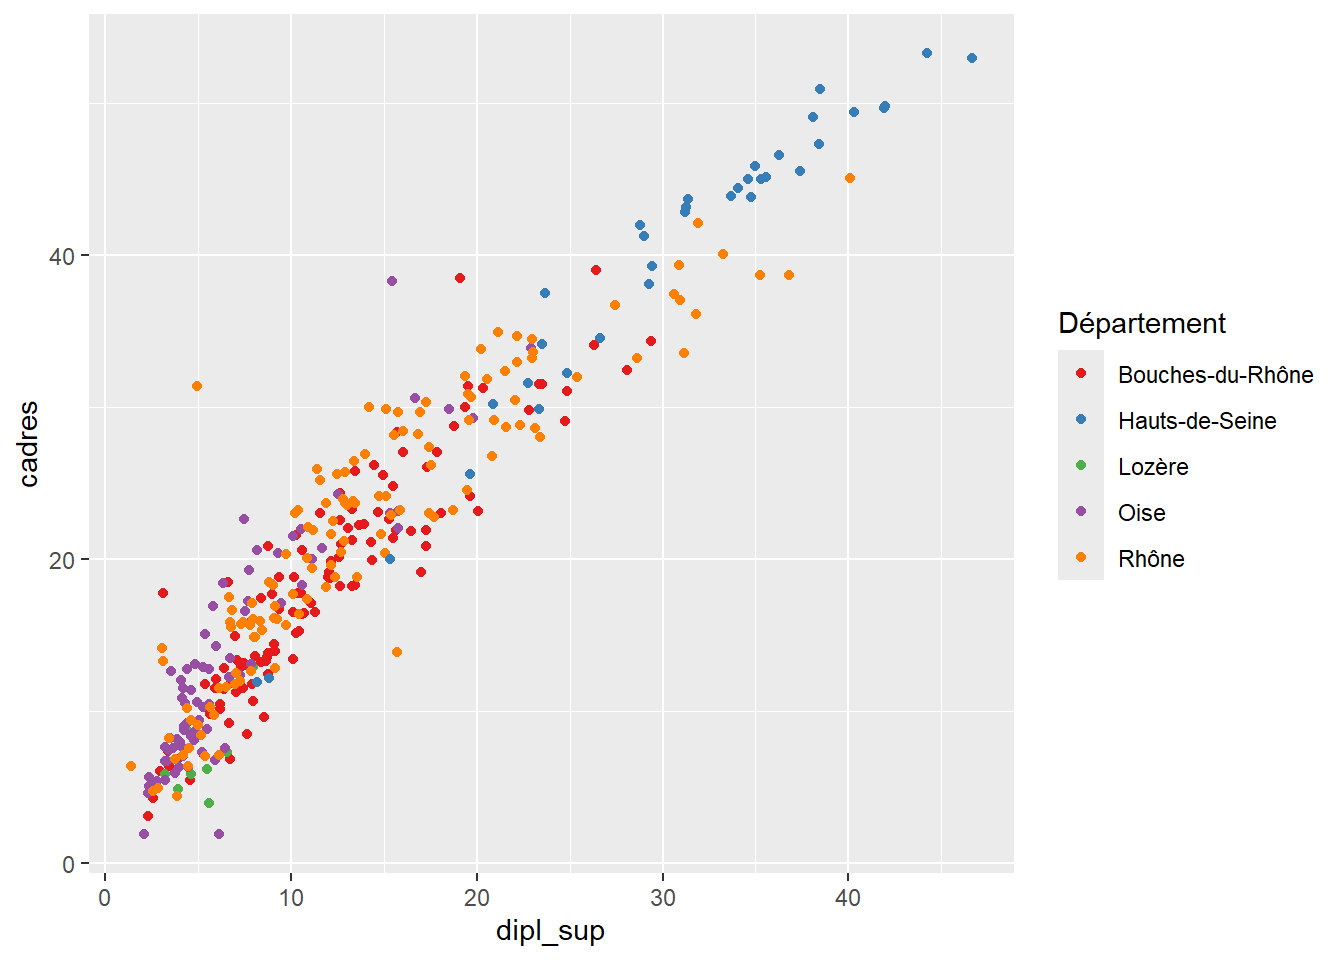 cadres
40
20
0
0 10 20 30 40
dipl_sup
Département
Bouches-du-Rhône
Hauts-de-Seine
Lozère
Oise
Rhône